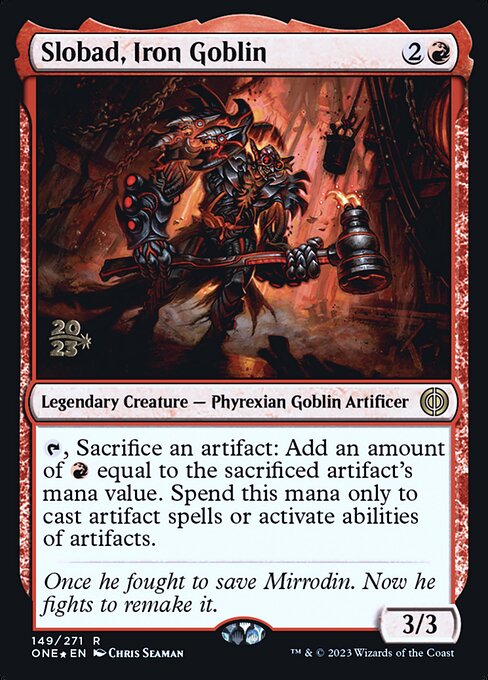 Slobad, Iron Goblin 2
20
23
Legendary Creature — Phyrexian Goblin Artificer
, Sacrifice an artifact: Add an amount
of equal to the sacrificed artifact's
mana value. Spend this mana only to
cast artifact spells or activate abilities
of artifacts.
Once he fought to save Mirrodin. Now he
fights to remake it.
3/3
149/271 R
ONE★EN Chris Seaman
™ & © 2023 Wizards of the Coast